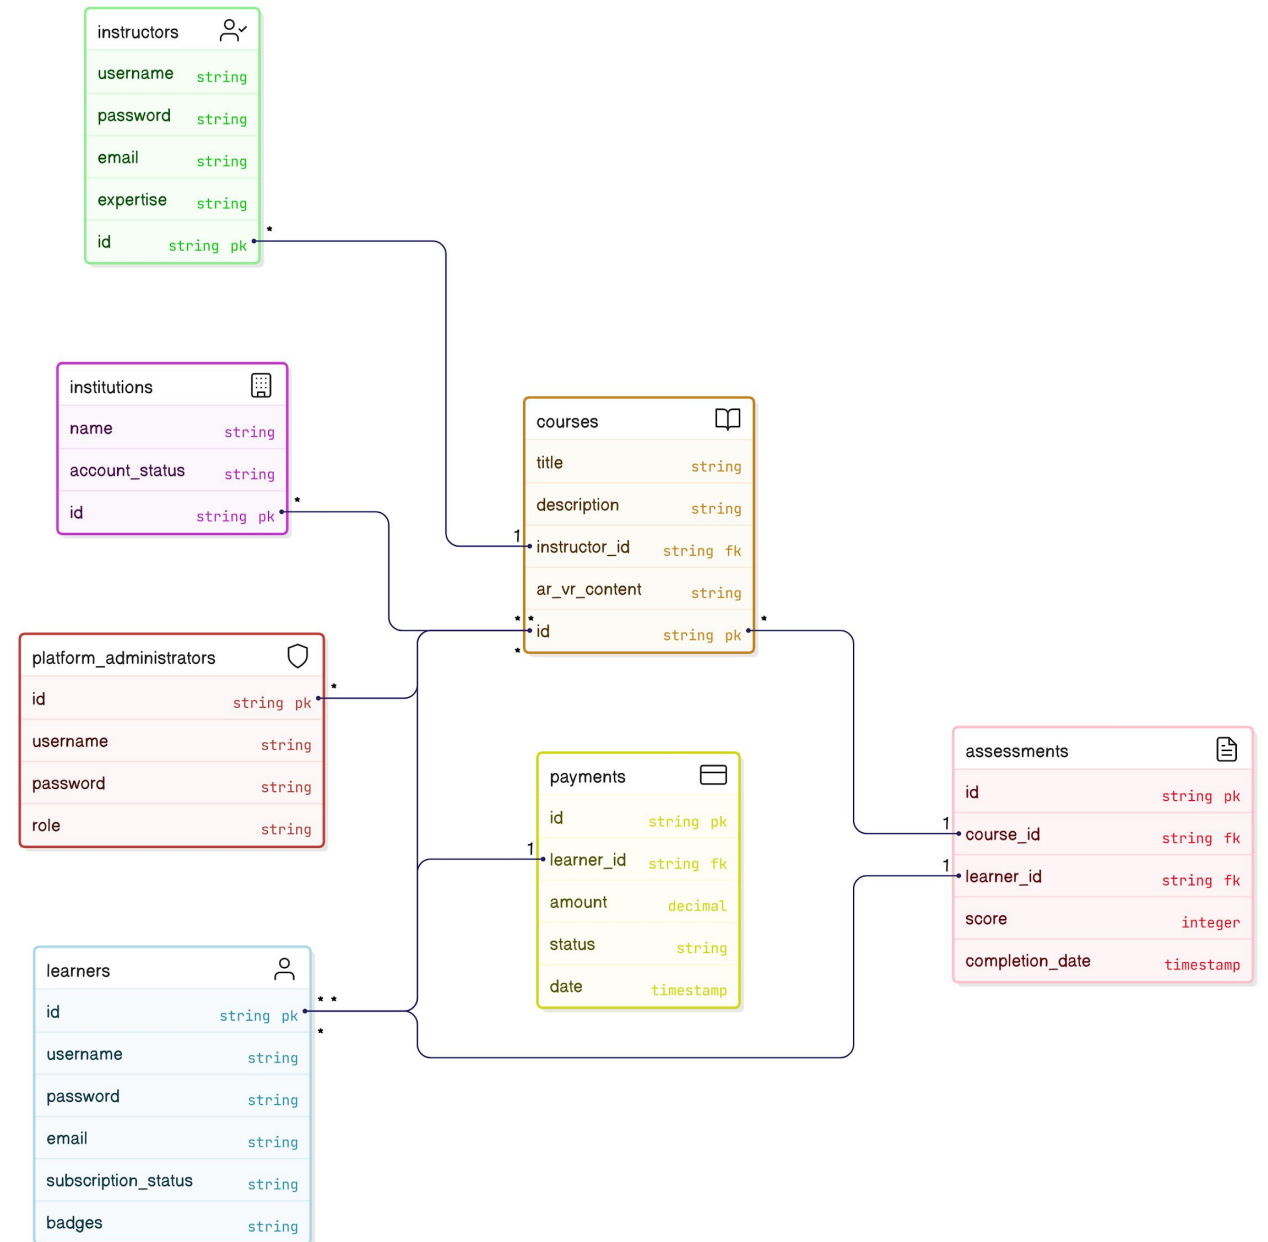 instructors
username string
password string
email string
expertise string
id string pk
*
institutions
name string
account_status string
id string pk
*
courses
title string
description string
1
instructor_id string fk
ar_vr_content string
* *
id string pk
*
*
platform_administrators
id string pk
*
username string
password string
role string
payments
id string pk
1
learner_id string fk
amount decimal
status string
date timestamp
assessments
id string pk
1
course_id string fk
1
learner_id string fk
score integer
completion_date timestamp
learners
* *
id string pk
*
username string
password string
email string
subscription_status string
badges string